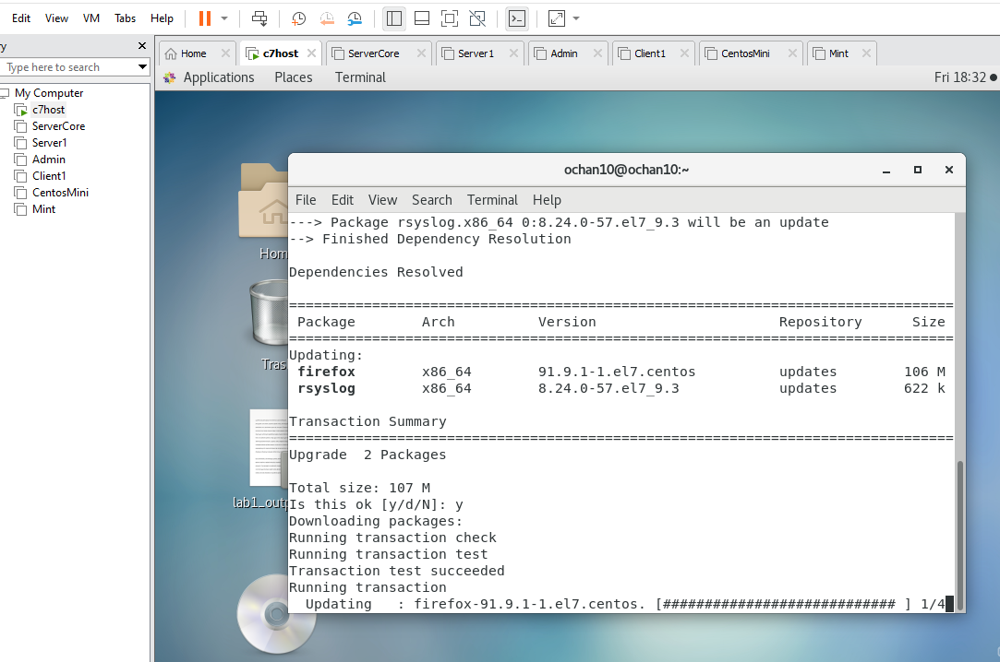 Edit View VM Tabs Help
ry
Type here to search
My Computer
c7host
ServerCore
Server1
Admin
Client1
CentosMini
Mint
Home c7host ServerCore Server1 Admin Client1 CentosMini Mint
Applications Places Terminal Fri 18:32
Hom
Tras
lab1_outp
ochan10@ochan10:~
File Edit View Search Terminal Help
---> Package rsyslog.x86_64 0:8.24.0-57.el7_9.3 will be an update
--> Finished Dependency Resolution
Dependencies Resolved
================================================================================
Package Arch Version Repository Size
================================================================================
Updating:
firefox x86_64 91.9.1-1.el7.centos updates 106 M
rsyslog x86_64 8.24.0-57.el7_9.3 updates 622 k
Transaction Summary
================================================================================
Upgrade 2 Packages
Total size: 107 M
Is this ok [y/d/N]: y
Downloading packages:
Running transaction check
Running transaction test
Transaction test succeeded
Running transaction
Updating : firefox-91.9.1-1.el7.centos. [############################ ] 1/4